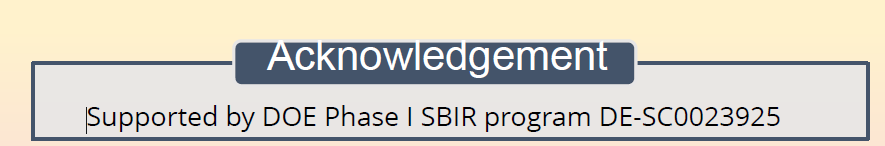 Acknowledgement
Supported by DOE Phase I SBIR program DE-SC0023925